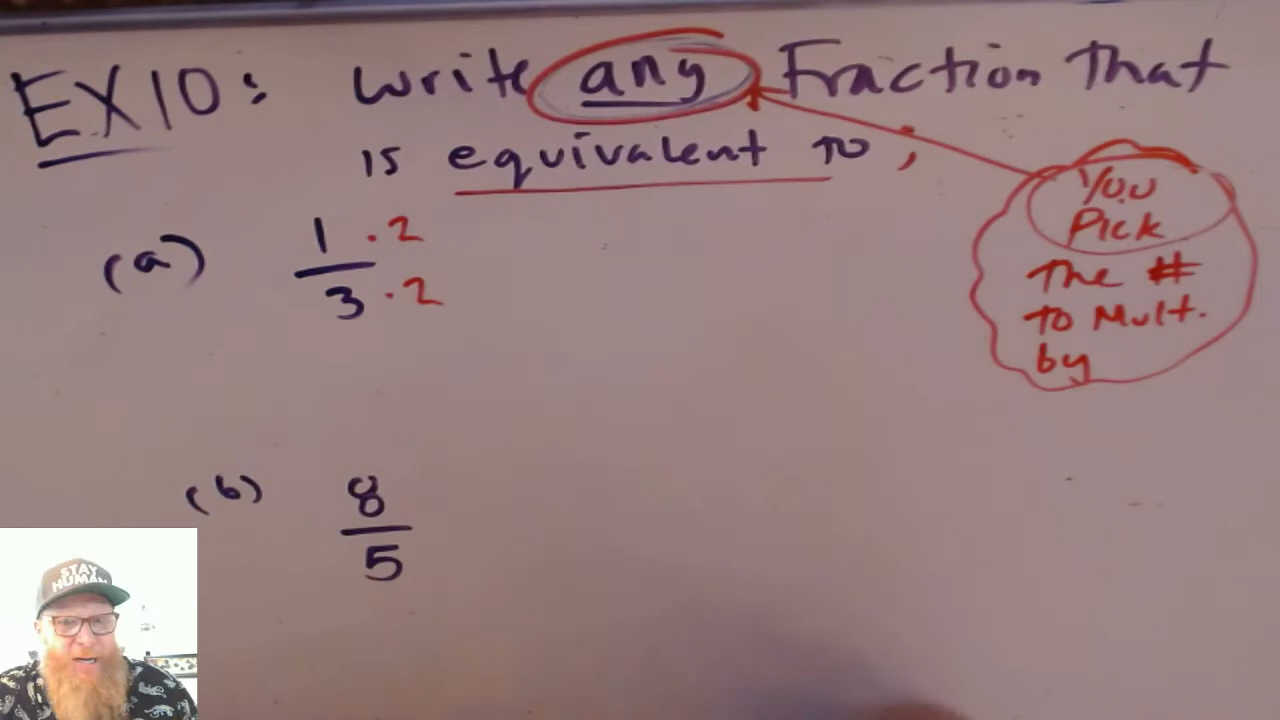 EX10: Write any Fraction That
is equivalent to;
You
Pick
The #
to Mult.
by
(a) 1 · 2
3 · 2
(b) 8
5
STAY
HUMAN